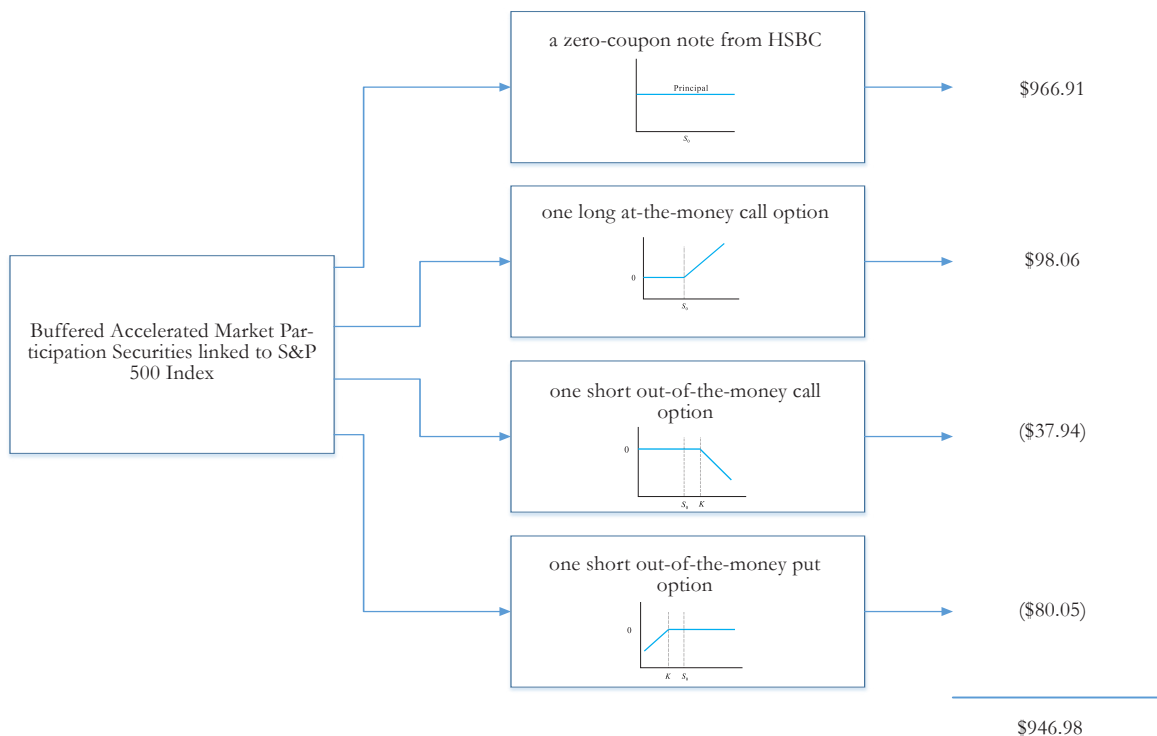 a zero-coupon note from HSBC
Principal
S₀
$966.91
one long at-the-money call option
0
S₀
$98.06
Buffered Accelerated Market Par-
ticipation Securities linked to S&P
500 Index
one short out-of-the-money call
option
0
S₀ K
($37.94)
one short out-of-the-money put
option
0
K S₀
($80.05)
$946.98